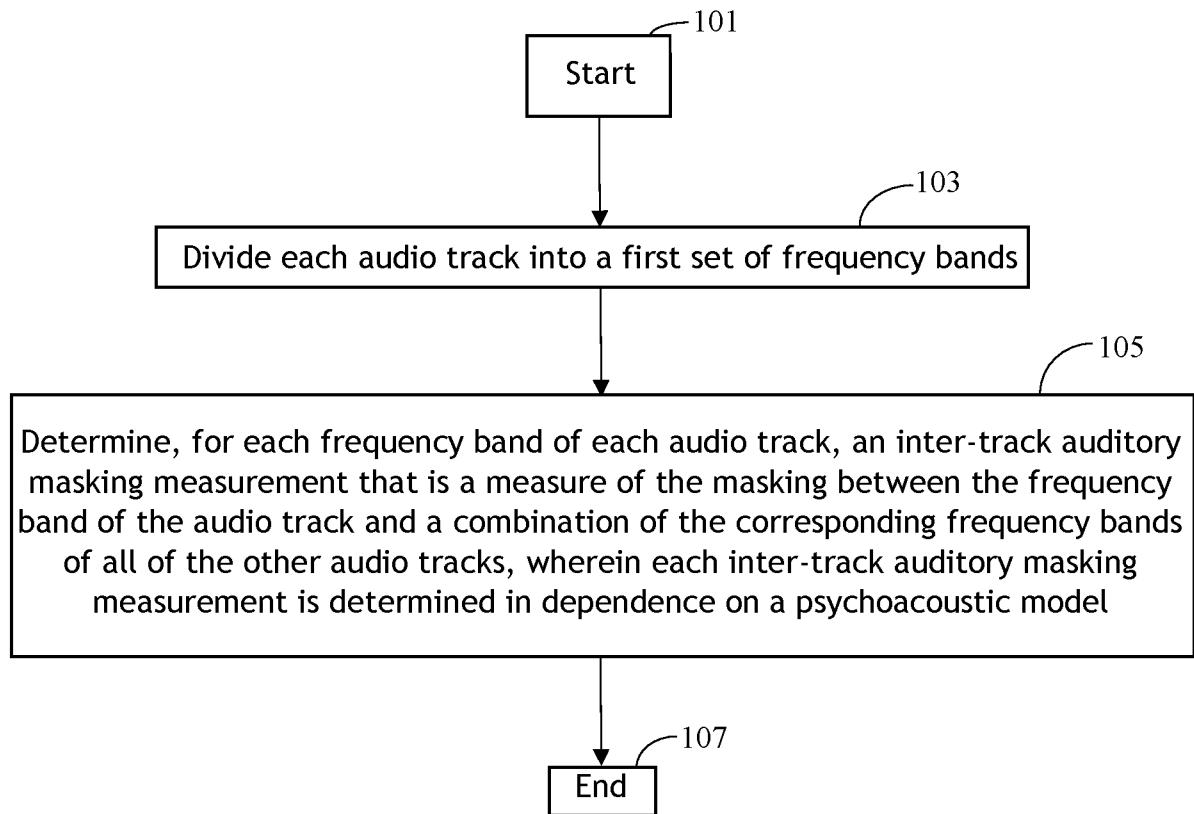 101
Start
103
Divide each audio track into a first set of frequency bands
105
Determine, for each frequency band of each audio track, an inter-track auditory
masking measurement that is a measure of the masking between the frequency
band of the audio track and a combination of the corresponding frequency bands
of all of the other audio tracks, wherein each inter-track auditory masking
measurement is determined in dependence on a psychoacoustic model
107
End